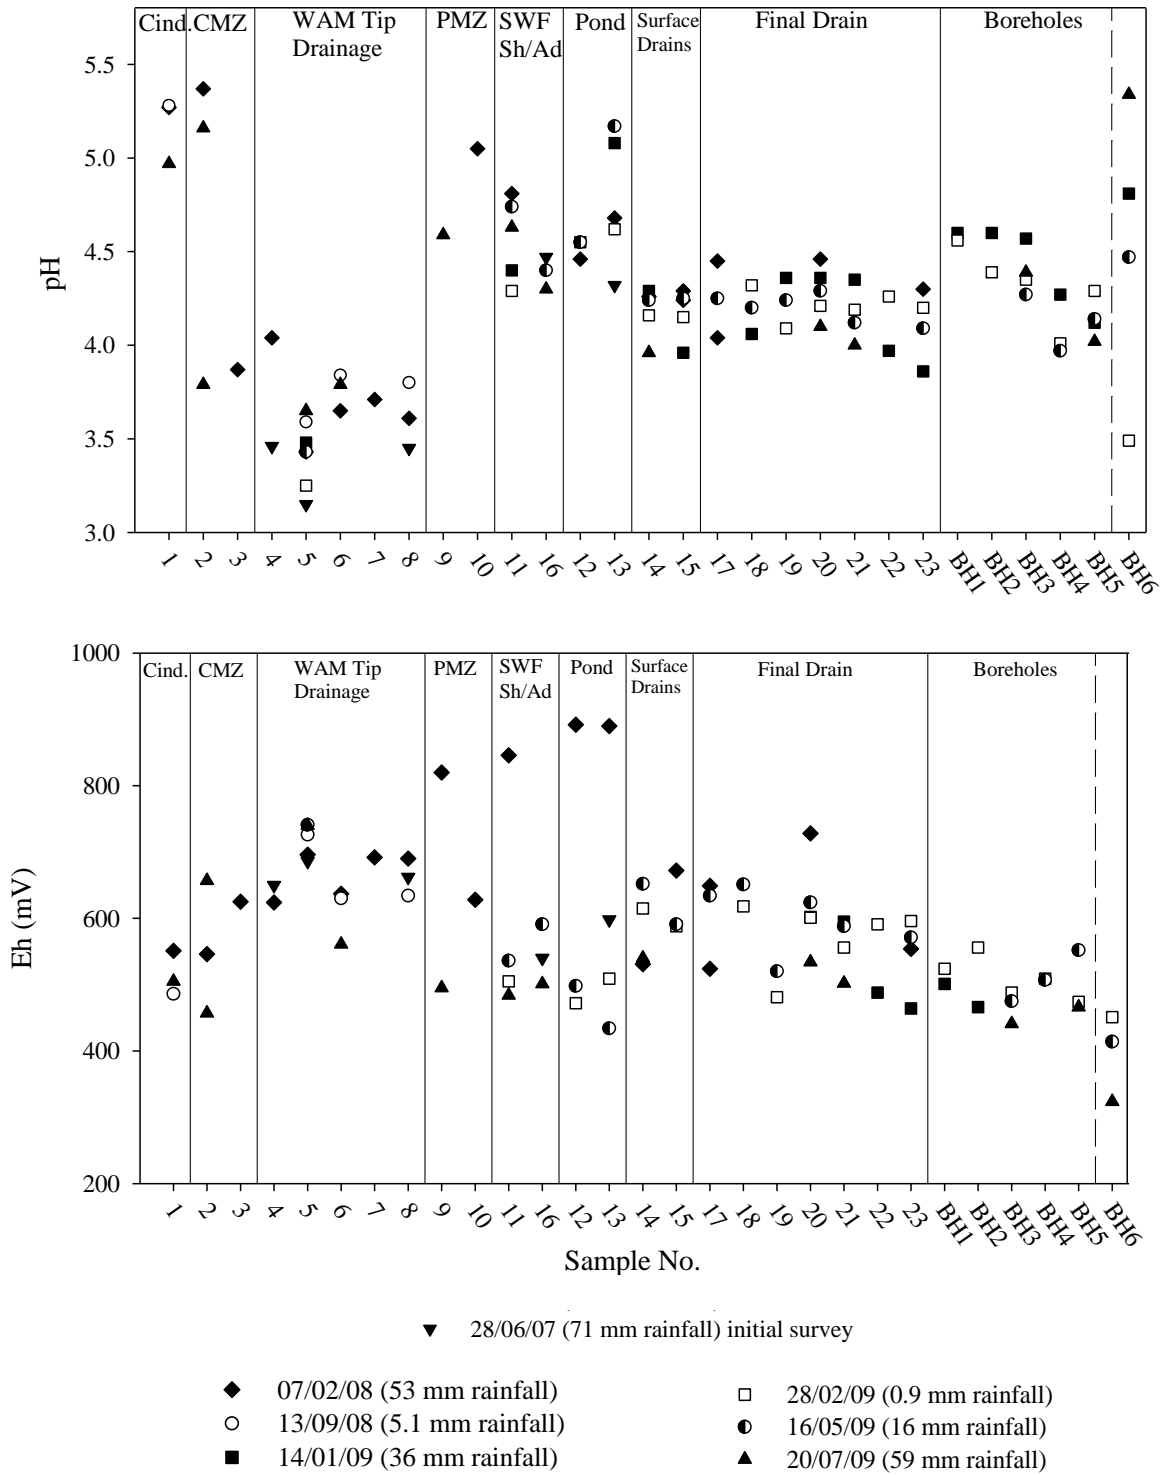 Cind. CMZ WAM Tip Drainage PMZ SWF Sh/Ad Pond Surface Drains Final Drain Boreholes
5.5
5.0
4.5
4.0
3.5
3.0
pH
1 2 3 4 5 6 7 8 9 10 11 16 12 13 14 15 17 18 19 20 21 22 23 BH1 BH2 BH3 BH4 BH5 BH6
1000
Cind. CMZ WAM Tip Drainage PMZ SWF Sh/Ad Pond Surface Drains Final Drain Boreholes
800
600
400
200
Eh (mV)
1 2 3 4 5 6 7 8 9 10 11 16 12 13 14 15 17 18 19 20 21 22 23 BH1 BH2 BH3 BH4 BH5 BH6
Sample No.
28/06/07 (71 mm rainfall) initial survey
07/02/08 (53 mm rainfall)
13/09/08 (5.1 mm rainfall)
14/01/09 (36 mm rainfall)
28/02/09 (0.9 mm rainfall)
16/05/09 (16 mm rainfall)
20/07/09 (59 mm rainfall)